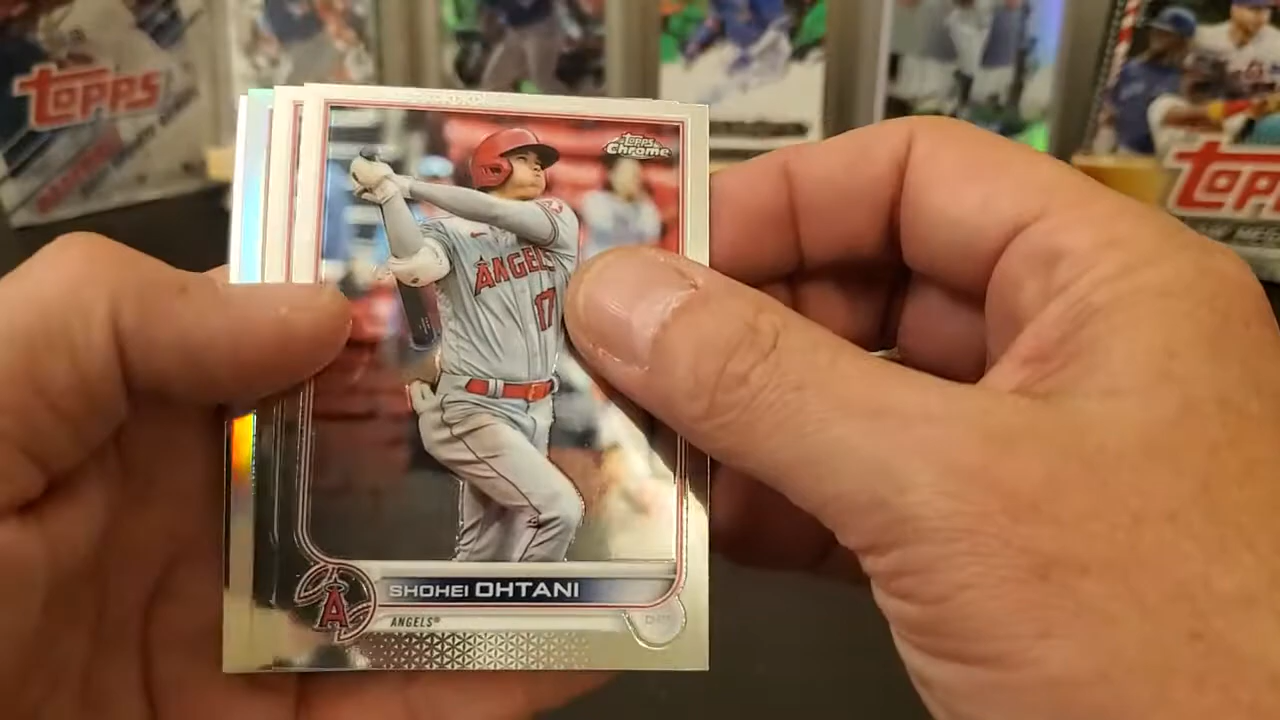 topps
topps
Chrome
ANGELS
17
SHOHEI OHTANI
A
ANGELS®
TOPPS